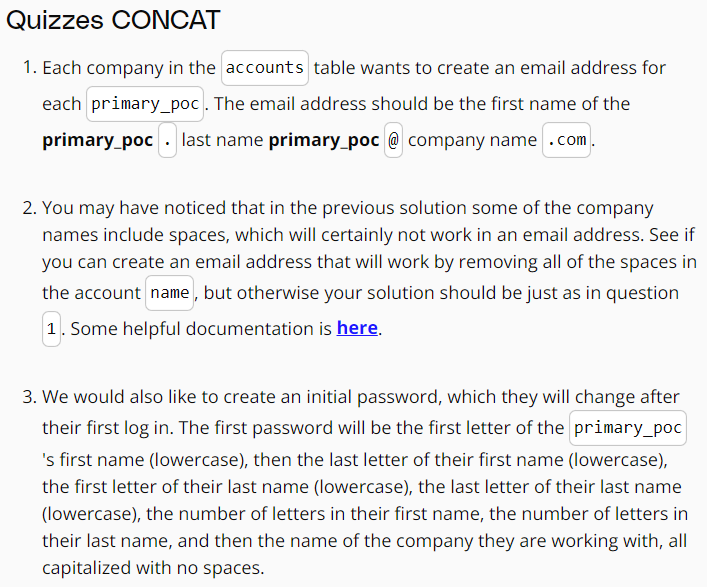 Quizzes CONCAT
1. Each company in the accounts table wants to create an email address for
each primary_poc. The email address should be the first name of the
primary_poc . last name primary_poc @ company name .com.
2. You may have noticed that in the previous solution some of the company
names include spaces, which will certainly not work in an email address. See if
you can create an email address that will work by removing all of the spaces in
the account name, but otherwise your solution should be just as in question
1. Some helpful documentation is here.
3. We would also like to create an initial password, which they will change after
their first log in. The first password will be the first letter of the primary_poc
's first name (lowercase), then the last letter of their first name (lowercase),
the first letter of their last name (lowercase), the last letter of their last name
(lowercase), the number of letters in their first name, the number of letters in
their last name, and then the name of the company they are working with, all
capitalized with no spaces.